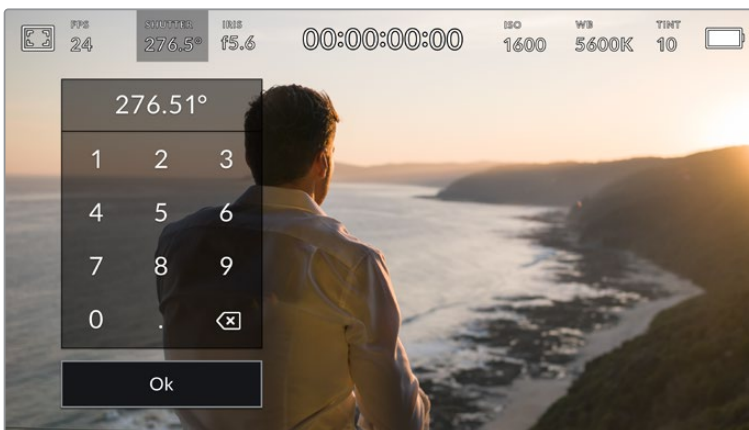 FPS SHUTTER IRIS ISO WB TINT
24 276.5° f5.6 00:00:00:00 1600 5600K 10
276.51°
1 2 3
4 5 6
7 8 9
0 .
Ok